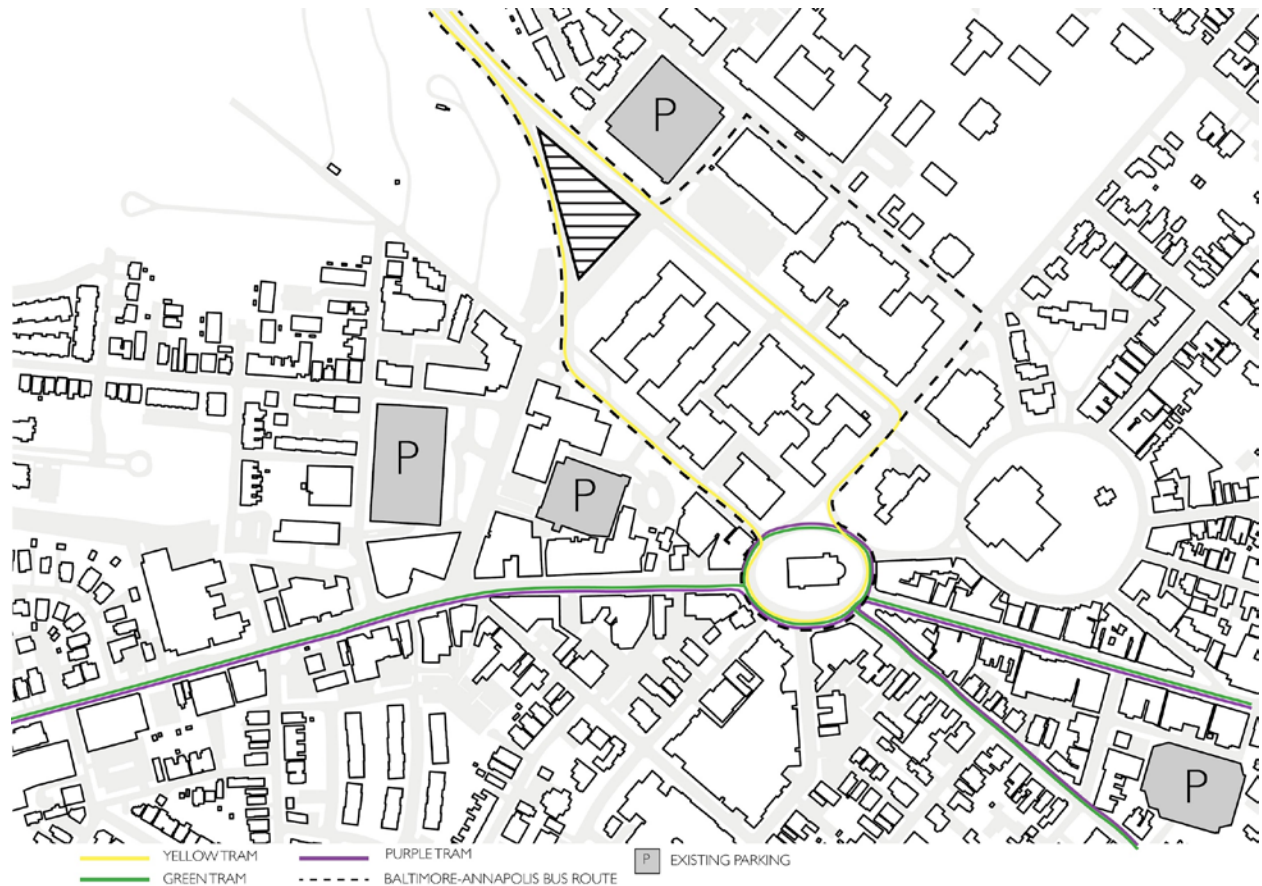 P
P
P
P
YELLOW TRAM
PURPLE TRAM
P
EXISTING PARKING
GREEN TRAM
BALTIMORE-ANNAPOLIS BUS ROUTE